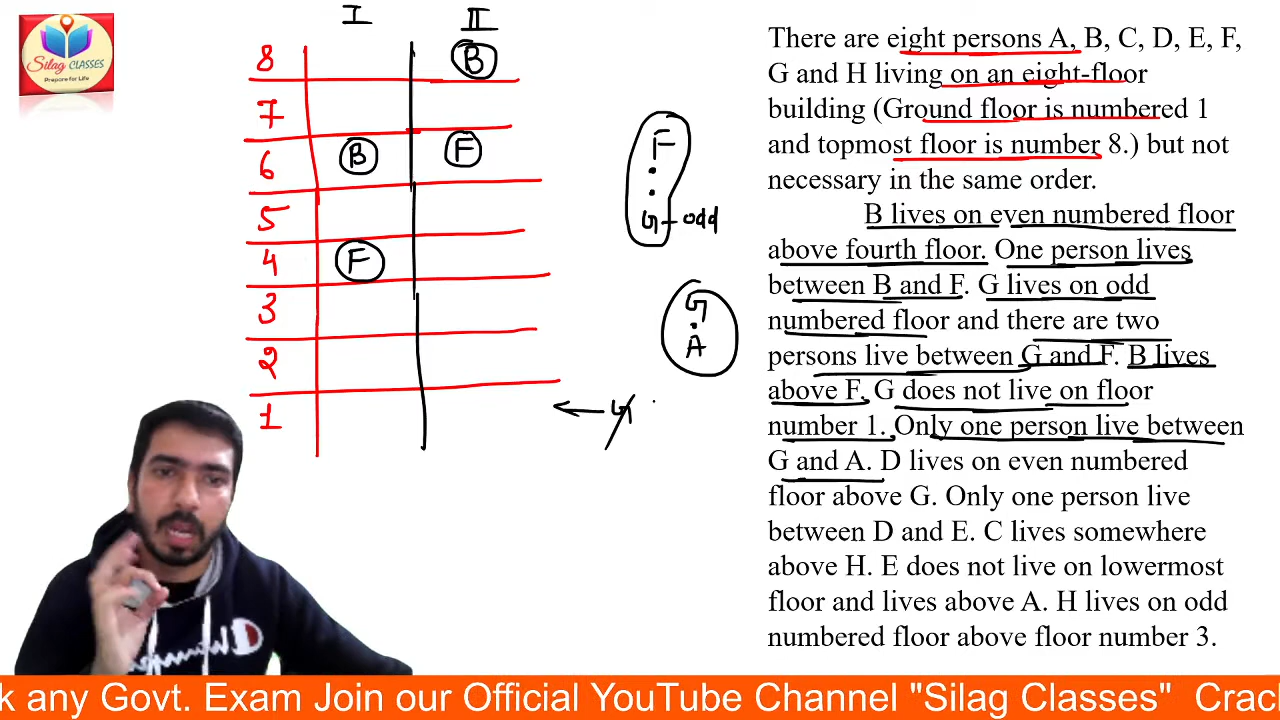 Silag CLASSES
Prepare for Life
I
II
8
B
7
6
B
F
5
4
F
3
2
1
F
G - odd
G
A
G
There are eight persons A, B, C, D, E, F,
G and H living on an eight-floor
building (Ground floor is numbered 1
and topmost floor is number 8.) but not
necessary in the same order.
B lives on even numbered floor
above fourth floor. One person lives
between B and F. G lives on odd
numbered floor and there are two
persons live between G and F. B lives
above F. G does not live on floor
number 1. Only one person live between
G and A. D lives on even numbered
floor above G. Only one person live
between D and E. C lives somewhere
above H. E does not live on lowermost
floor and lives above A. H lives on odd
numbered floor above floor number 3.
k any Govt. Exam Join our Official YouTube Channel "Silag Classes" Crac